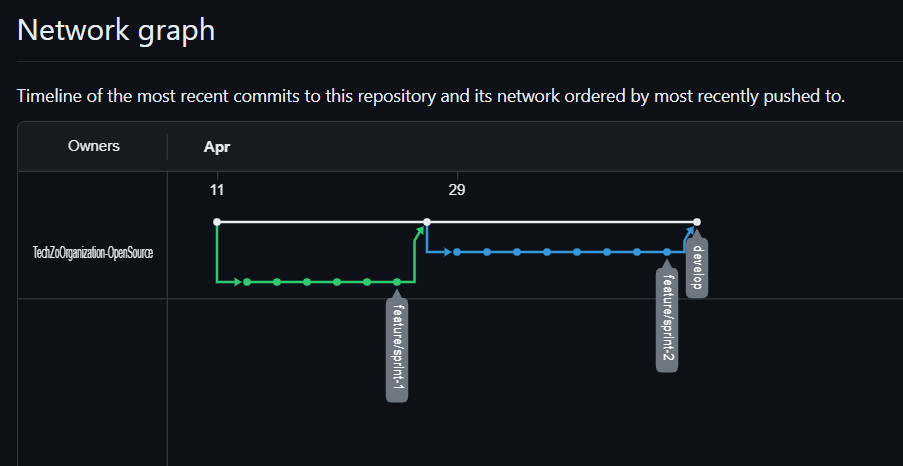 Network graph
Timeline of the most recent commits to this repository and its network ordered by most recently pushed to.
Owners
Apr
11
29
TechZoOrganization-OpenSource
develop
feature/sprint-2
feature/sprint-1